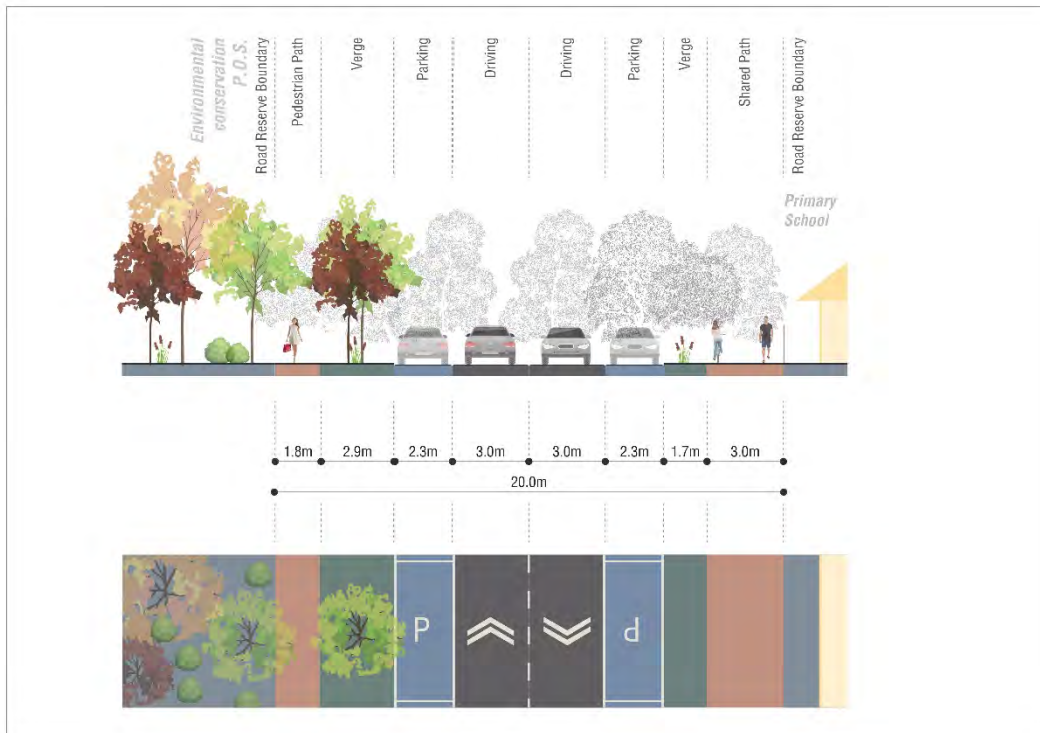 Environmental
conservation
P.O.S.
Road Reserve Boundary
Pedestrian Path
Verge
Parking
Driving
Driving
Parking
Verge
Shared Path
Road Reserve Boundary
Primary
School
1.8m
2.9m
2.3m
3.0m
3.0m
2.3m
1.7m
3.0m
20.0m
P
P